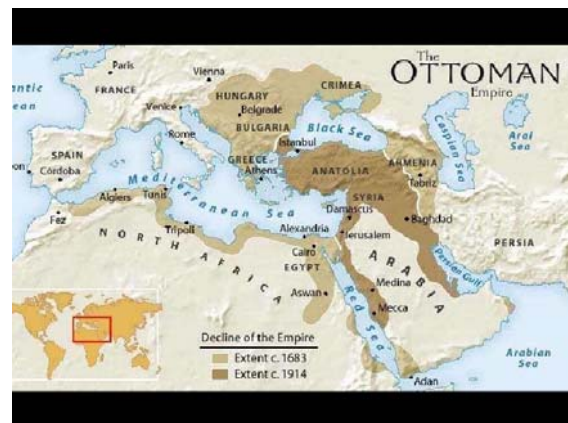 The
OTTOMAN
Empire
Paris
Vienna
FRANCE
HUNGARY
CRIMEA
Venice
Belgrade
BULGARIA
Black Sea
Caspian Sea
Aral
Sea
Rome
Istanbul
ARMENIA
SPAIN
GREECE
ANATOLIA
Tabriz
Córdoba
Athens
Mediterranean Sea
SYRIA
Algiers
Tunis
Damascus
Baghdad
Fez
Tripoli
Alexandria
Jerusalem
PERSIA
NORTH AFRICA
Cairo
EGYPT
ARABIA
Persian Gulf
Medina
Aswan
Mecca
Red Sea
Decline of the Empire
Extent c. 1683
Extent c. 1914
Arabian
Sea
Adan